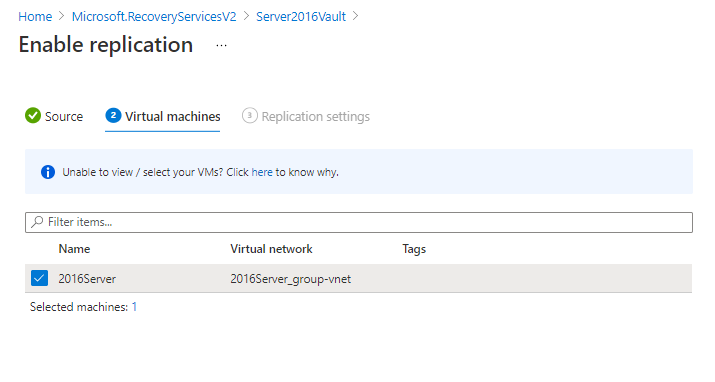 Home > Microsoft.RecoveryServicesV2 > Server2016Vault >
Enable replication ...
Source 2 Virtual machines 3 Replication settings
i Unable to view / select your VMs? Click here to know why.
Filter items...
Name Virtual network Tags
2016Server 2016Server_group-vnet
Selected machines: 1